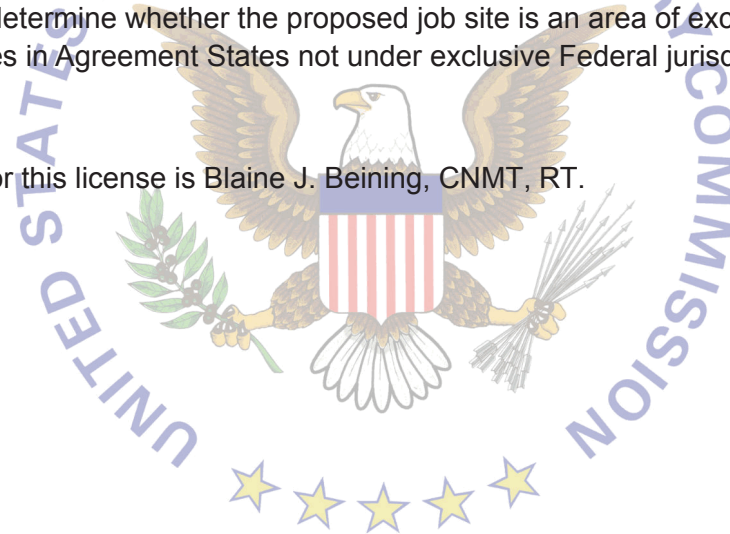 determine whether the proposed job site is an area of exc
es in Agreement States not under exclusive Federal jurisd
or this license is Blaine J. Beining, CNMT, RT.
UNITED STATES
Y COMMISSION